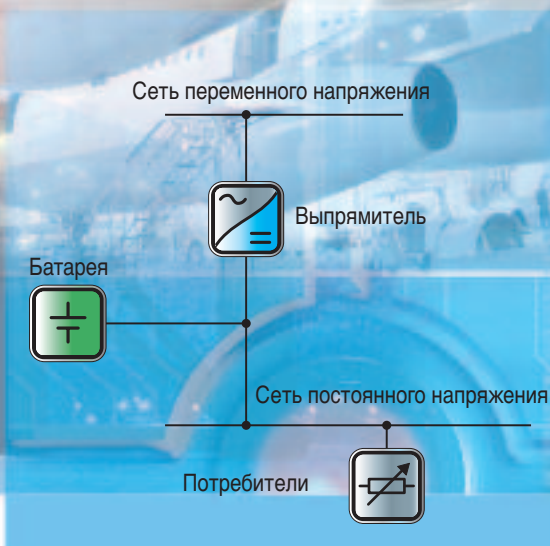 Сеть переменного напряжения
Выпрямитель
Батарея
Сеть постоянного напряжения
Потребители